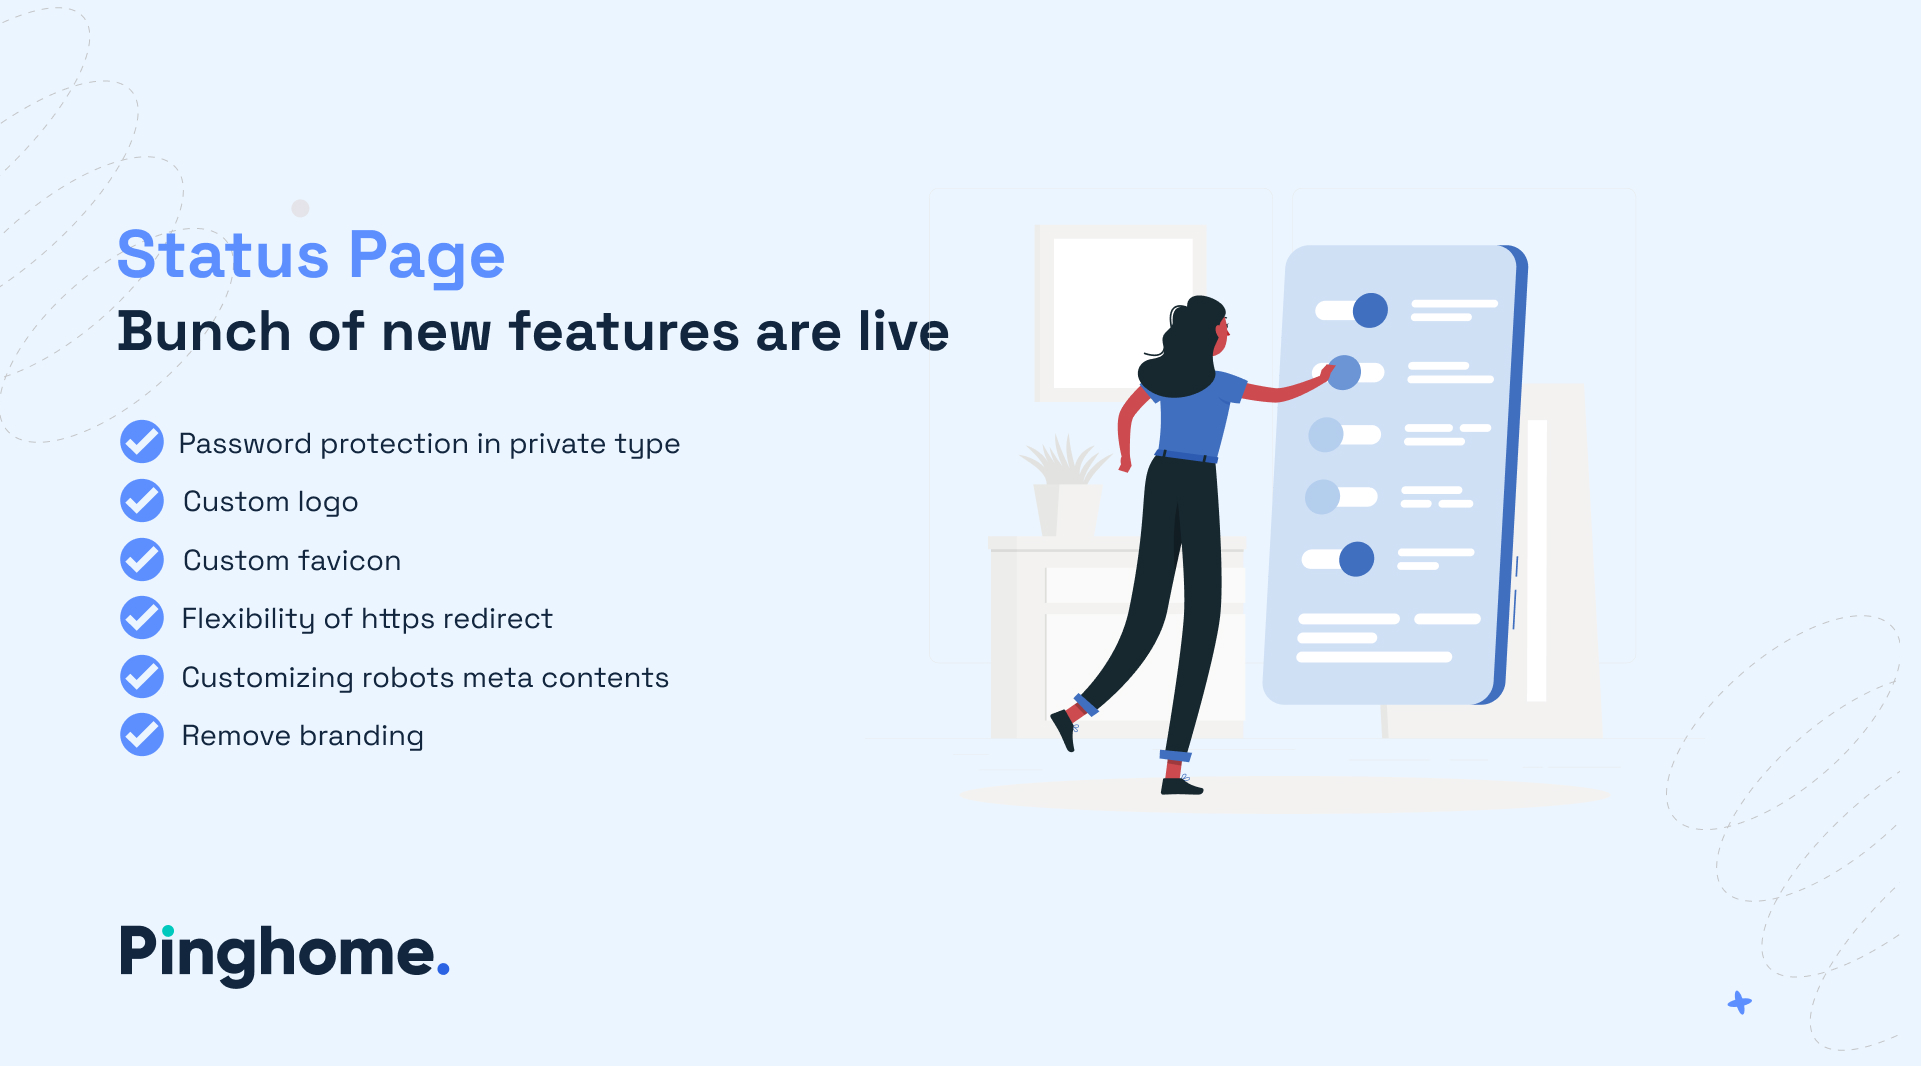 Status Page
Bunch of new features are live
Password protection in private type
Custom logo
Custom favicon
Flexibility of https redirect
Customizing robots meta contents
Remove branding
Pinghome.